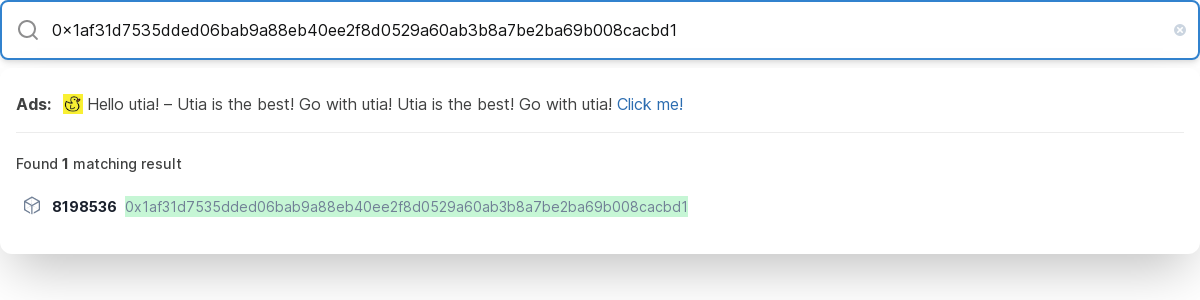 0x1af31d7535dded06bab9a88eb40ee2f8d0529a60ab3b8a7be2ba69b008cacbd1
Ads: Hello utia! – Utia is the best! Go with utia! Utia is the best! Go with utia! Click me!
Found 1 matching result
8198536 0x1af31d7535dded06bab9a88eb40ee2f8d0529a60ab3b8a7be2ba69b008cacbd1